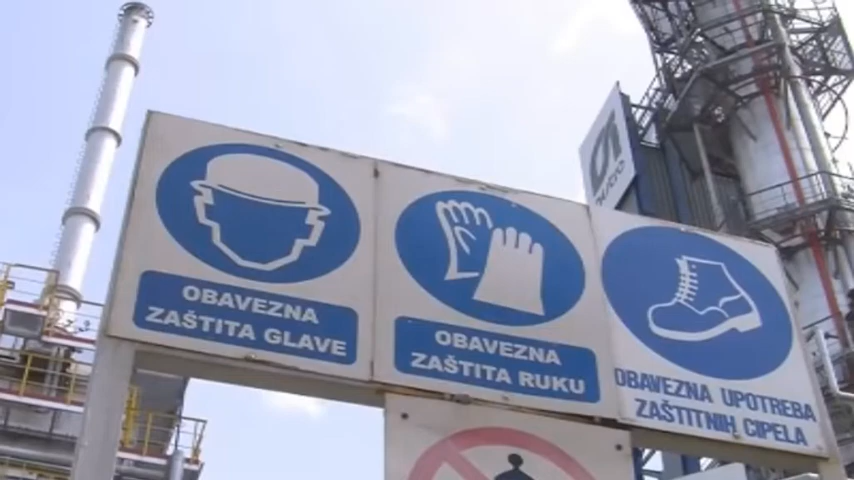 OBAVEZNA
ZAŠTITA GLAVE
OBAVEZNA
ZAŠTITA RUKU
OBAVEZNA UPOTREBA
ZAŠTITNIH CIPELA